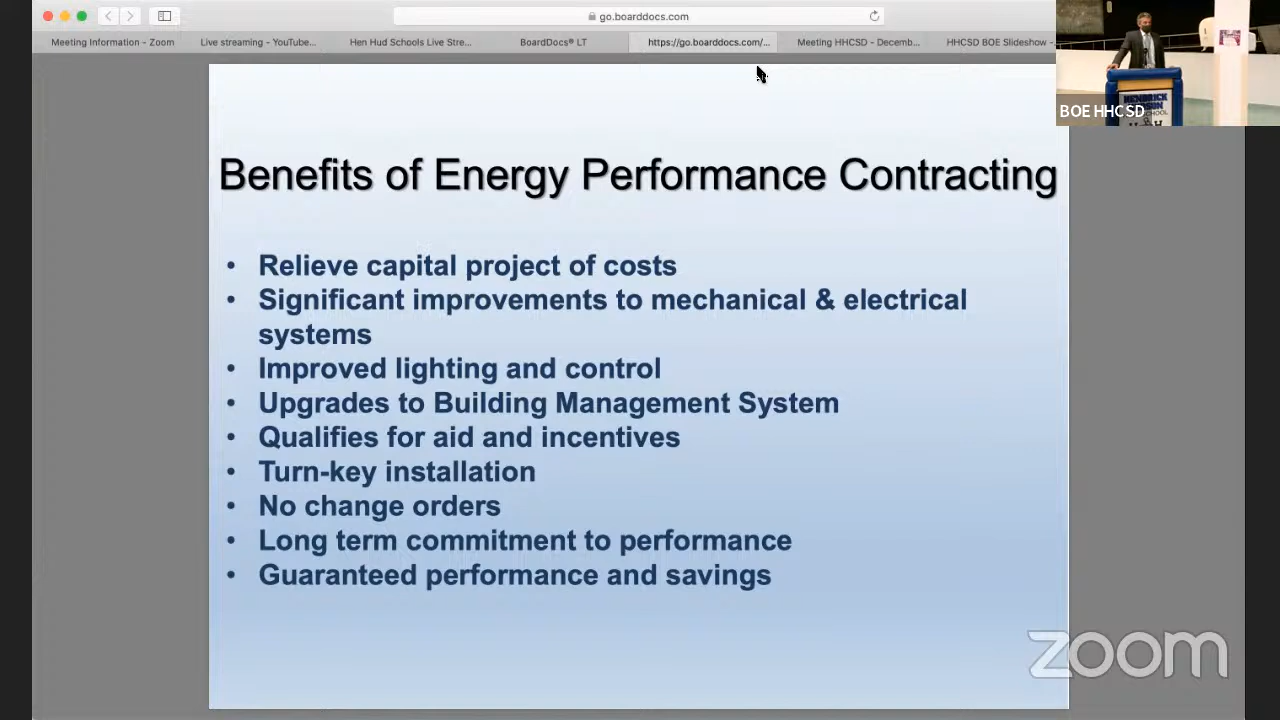 go.boarddocs.com
Meeting Information - Zoom
Live streaming - YouTube...
Hen Hud Schools Live Stre...
BoardDocs® LT
https://go.boarddocs.com/...
Meeting HHCSD - Decemb...
HHCSD BOE Slideshow -
BOE HHCSD
Benefits of Energy Performance Contracting
• Relieve capital project of costs
• Significant improvements to mechanical & electrical
systems
• Improved lighting and control
• Upgrades to Building Management System
• Qualifies for aid and incentives
• Turn-key installation
• No change orders
• Long term commitment to performance
• Guaranteed performance and savings
zoom